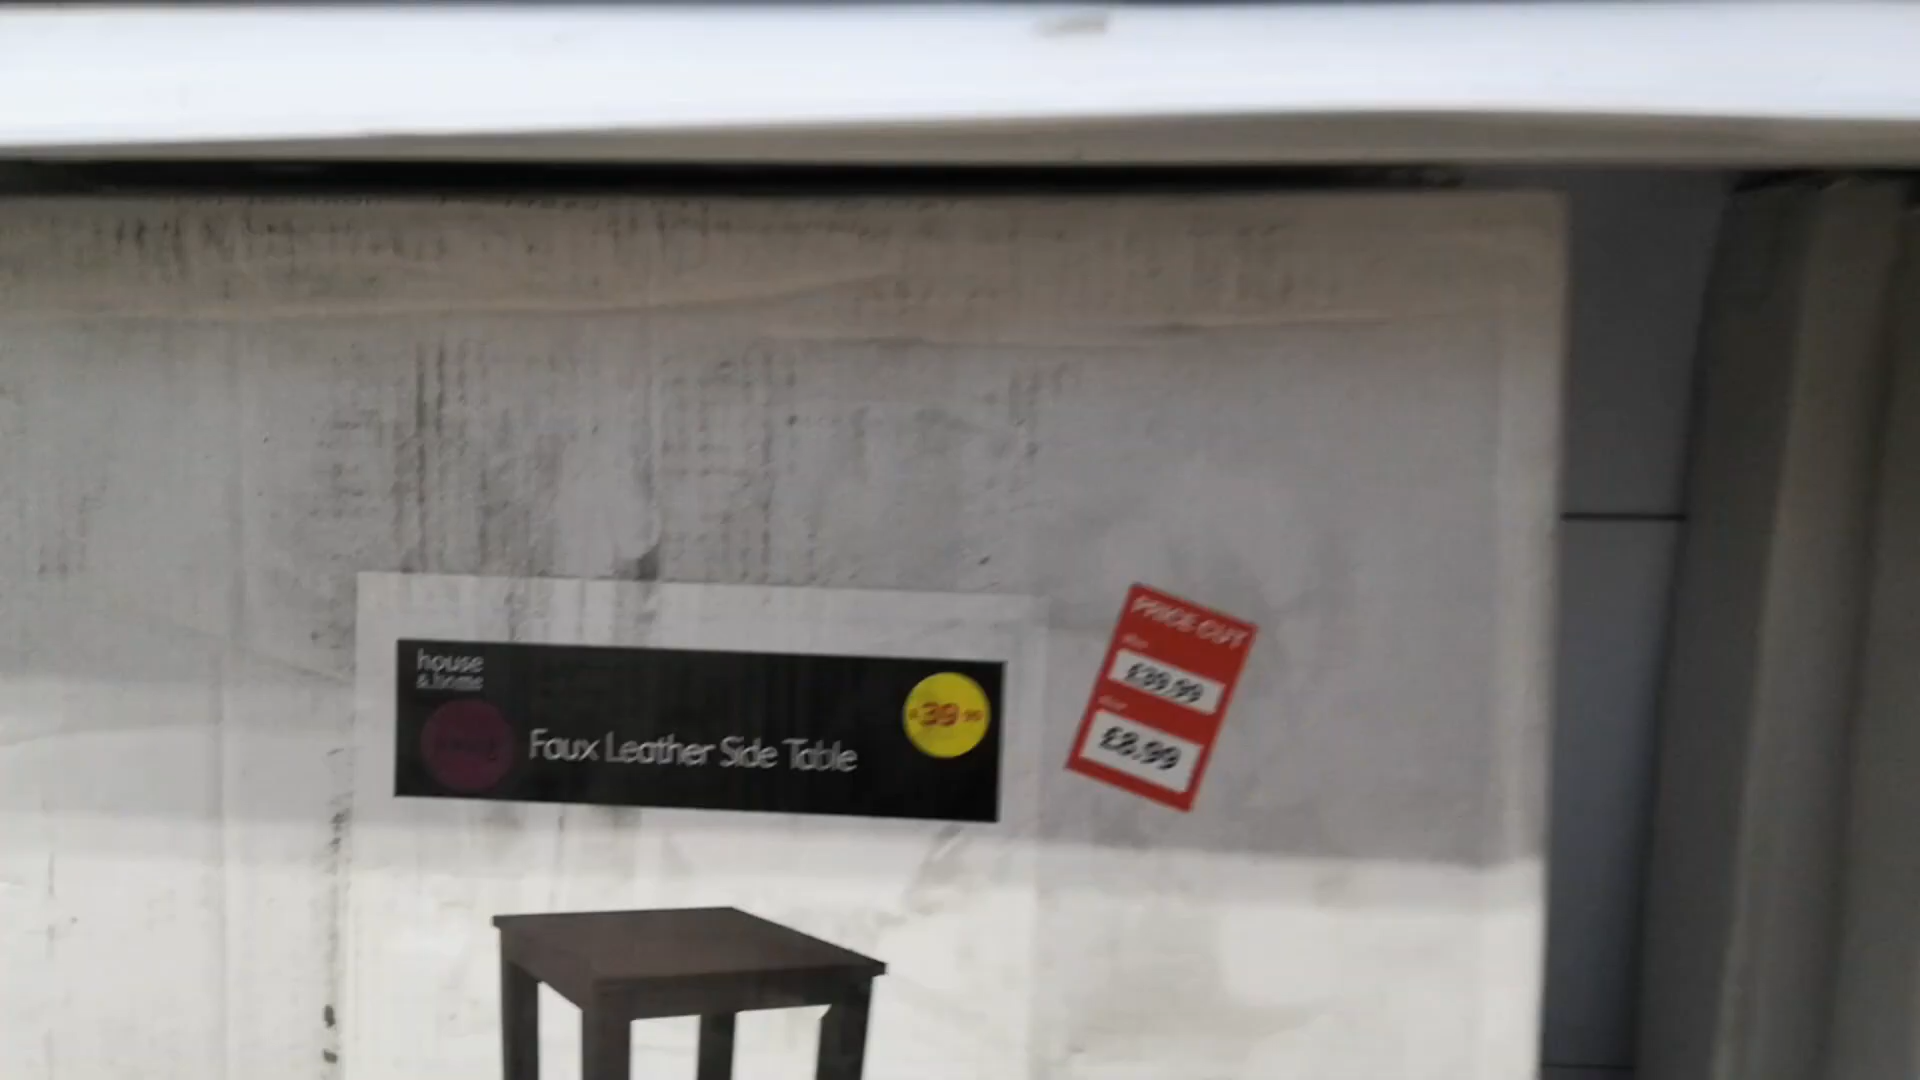 house
& home
Faux Leather Side Table
£39.99
PRICE CUT
£39.99
£8.99